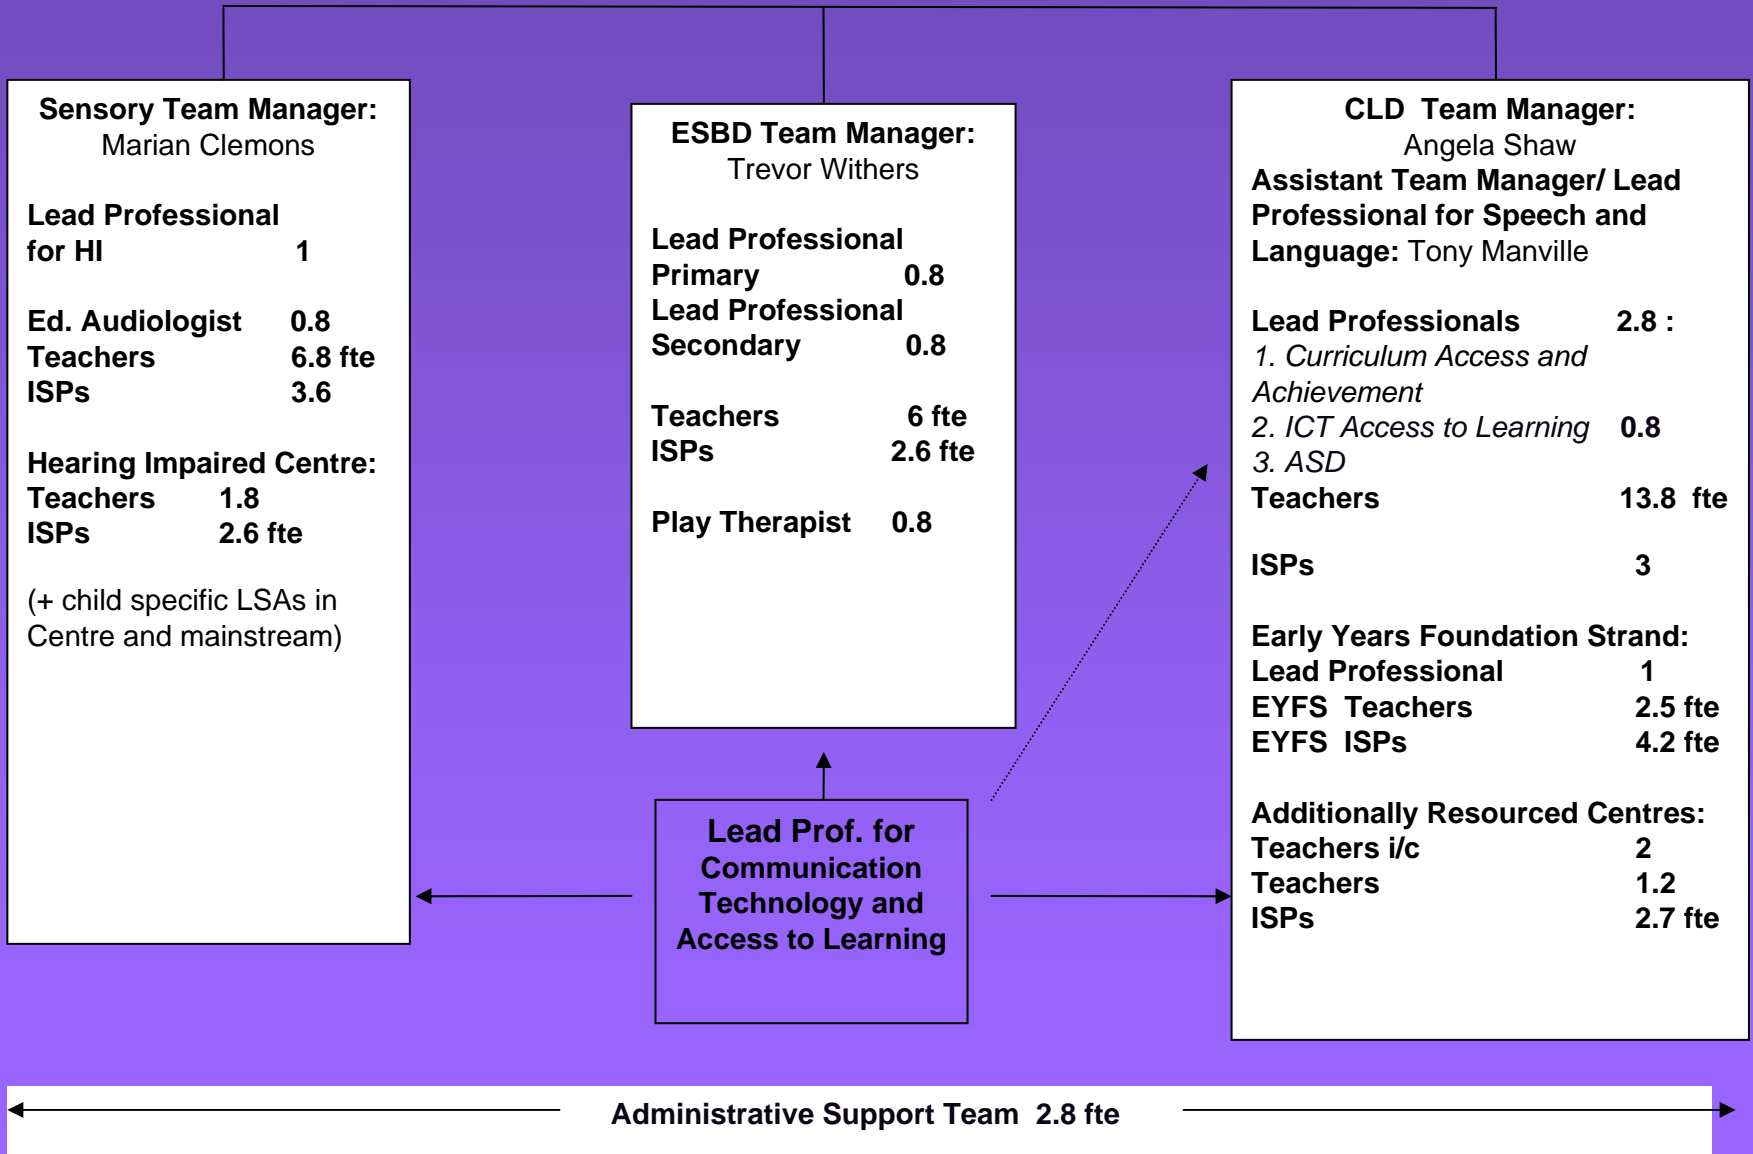 Sensory Team Manager:
Marian Clemons
Lead Professional
for HI 1
Ed. Audiologist 0.8
Teachers 6.8 fte
ISPs 3.6
Hearing Impaired Centre:
Teachers 1.8
ISPs 2.6 fte
(+ child specific LSAs in
Centre and mainstream)
ESBD Team Manager:
Trevor Withers
Lead Professional
Primary 0.8
Lead Professional
Secondary 0.8
Teachers 6 fte
ISPs 2.6 fte
Play Therapist 0.8
CLD Team Manager:
Angela Shaw
Assistant Team Manager/ Lead
Professional for Speech and
Language: Tony Manville
Lead Professionals 2.8 :
1. Curriculum Access and
Achievement
2. ICT Access to Learning 0.8
3. ASD
Teachers 13.8 fte
ISPs 3
Early Years Foundation Strand:
Lead Professional 1
EYFS Teachers 2.5 fte
EYFS ISPs 4.2 fte
Additionally Resourced Centres:
Teachers i/c 2
Teachers 1.2
ISPs 2.7 fte
Lead Prof. for
Communication
Technology and
Access to Learning
Administrative Support Team 2.8 fte